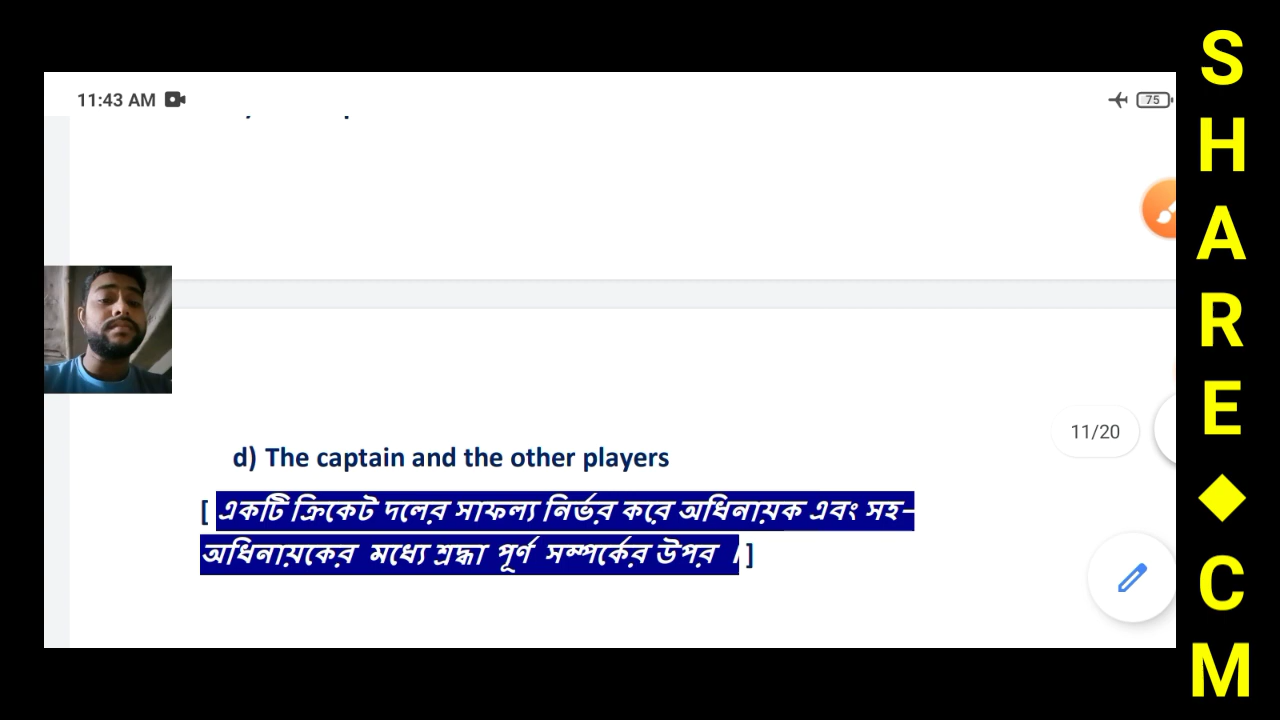 11:43 AM
75
11/20
d) The captain and the other players
[ একটি ক্রিকেট দলের সাফল্য নির্ভর করে অধিনায়ক এবং সহ-
অধিনায়কের মধ্যে শ্রদ্ধা পূর্ণ সম্পর্কের উপর । ]
SHARE◆CM